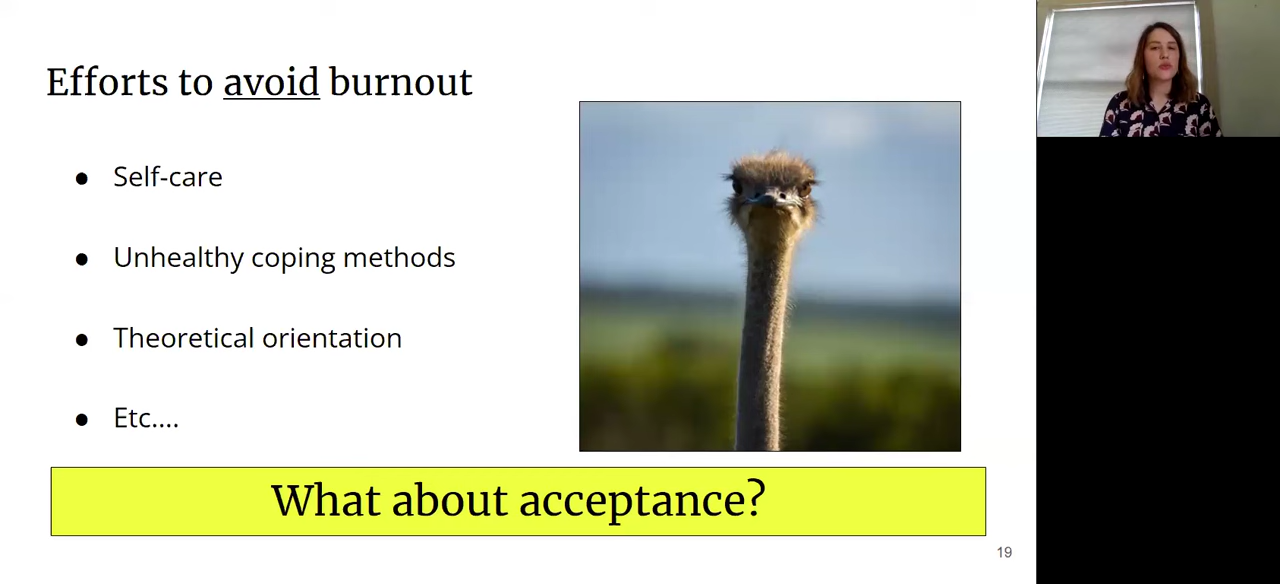 Efforts to avoid burnout
● Self-care
● Unhealthy coping methods
● Theoretical orientation
● Etc....
What about acceptance?
19